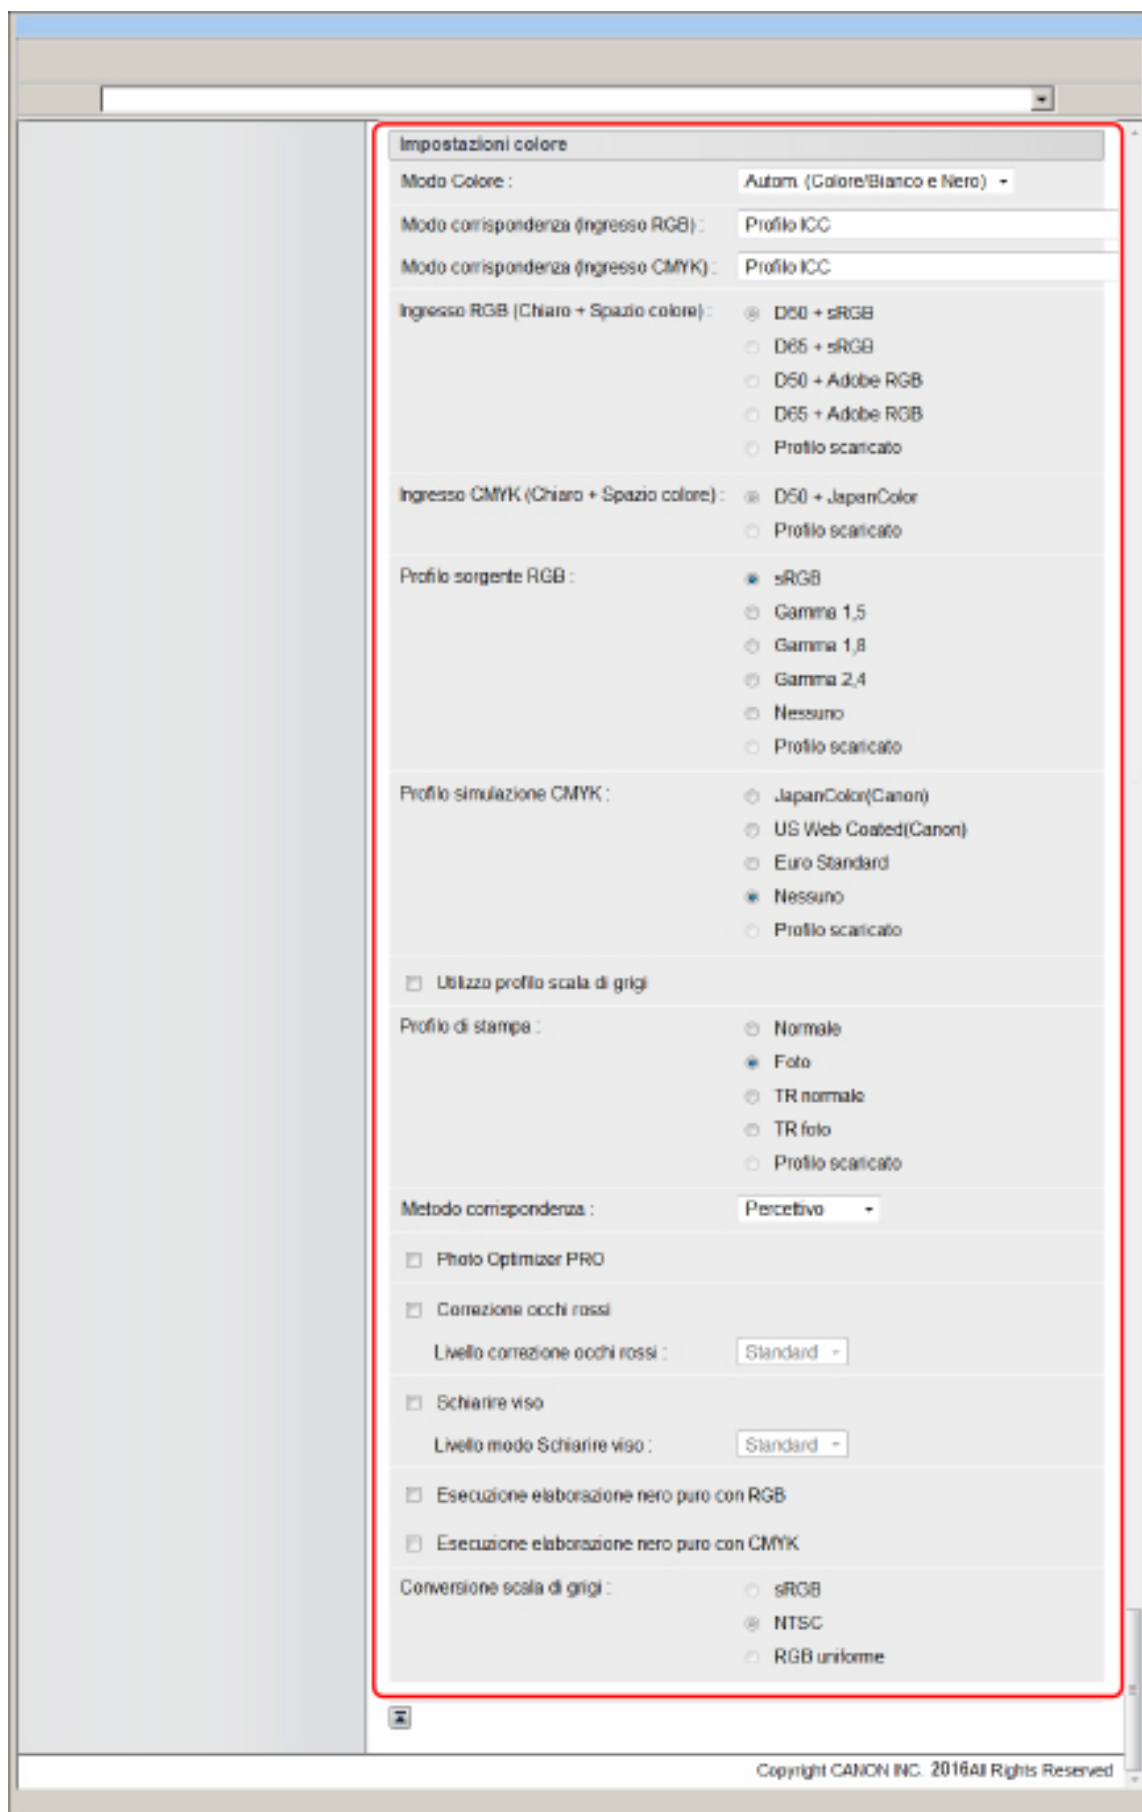 Impostazioni colore
Modo Colore : Autom. (Colore/Bianco e Nero)
Modo corrispondenza (Ingresso RGB) : Profilo ICC
Modo corrispondenza (Ingresso CMYK) : Profilo ICC
Ingresso RGB (Chiaro + Spazio colore) : D50 + sRGB
D65 + sRGB
D50 + Adobe RGB
D65 + Adobe RGB
Profilo scaricato
Ingresso CMYK (Chiaro + Spazio colore) : D50 + JapanColor
Profilo scaricato
Profilo sorgente RGB : sRGB
Gamma 1,5
Gamma 1,8
Gamma 2,4
Nessuno
Profilo scaricato
Profilo simulazione CMYK : JapanColor(Canon)
US Web Coated(Canon)
Euro Standard
Nessuno
Profilo scaricato
Utilizzo profilo scala di grigi
Profilo di stampa : Normale
Foto
TR normale
TR foto
Profilo scaricato
Metodo corrispondenza : Percettivo
Photo Optimizer PRO
Correzione occhi rossi
Livello correzione occhi rossi : Standard
Schiarire viso
Livello modo Schiarire viso : Standard
Esecuzione elaborazione nero puro con RGB
Esecuzione elaborazione nero puro con CMYK
Conversione scala di grigi : sRGB
NTSC
RGB uniforme
Copyright CANON INC. 2016All Rights Reserved